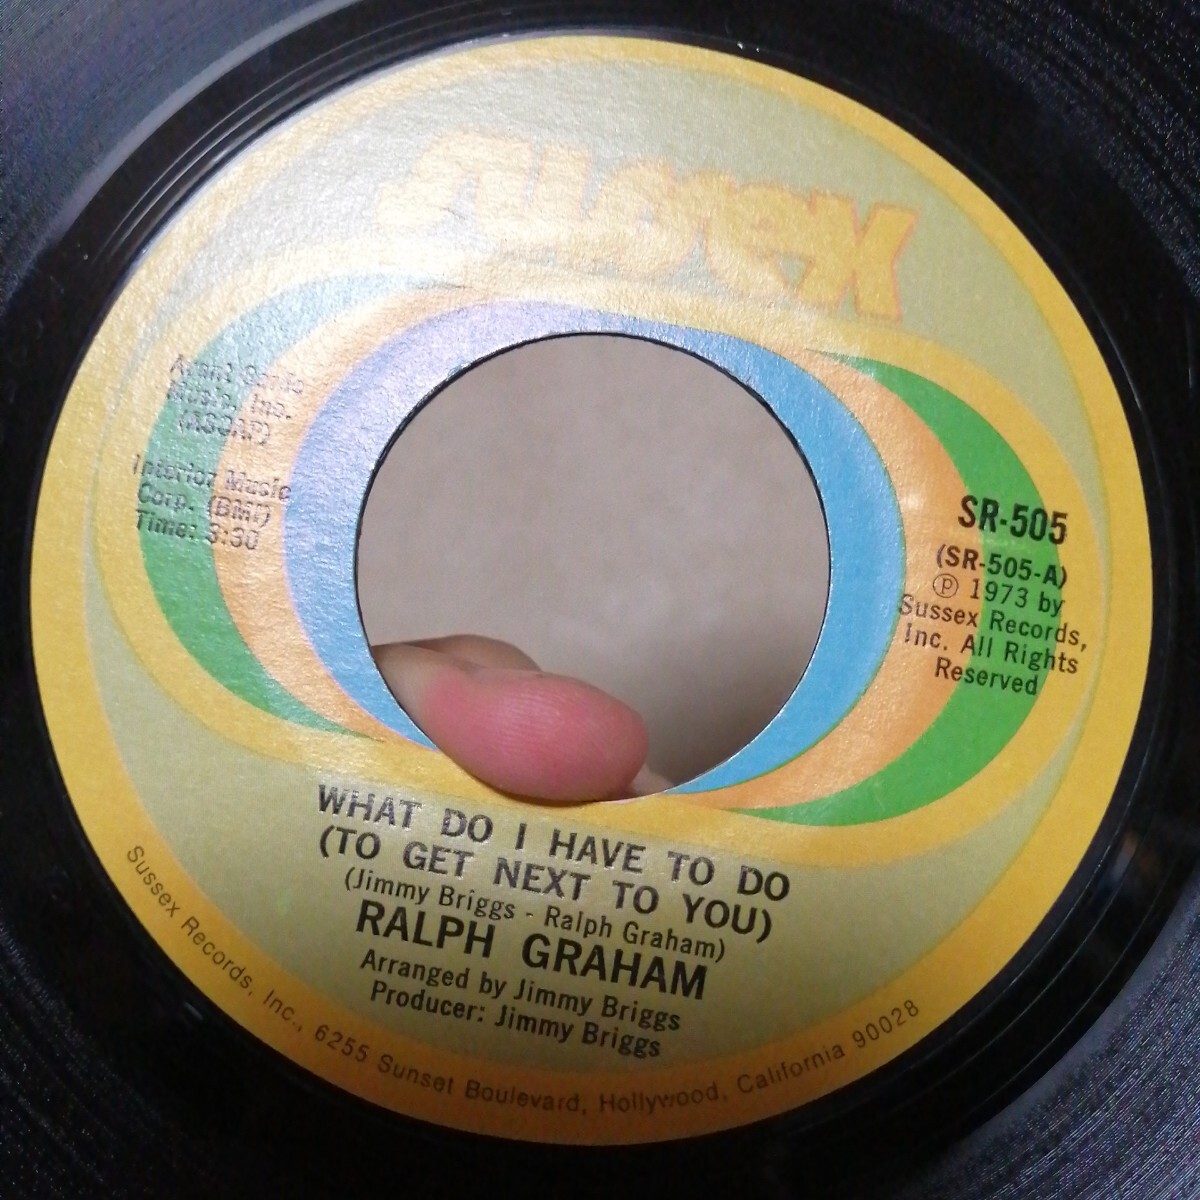 Avant Garde
Music, Inc.
(ASCAP)
Interior Music
Corp. (BMI)
Time: 3:30
SR-505
(SR-505-A)
℗ 1973 by
Sussex Records,
Inc. All Rights
Reserved
WHAT DO I HAVE TO DO
(TO GET NEXT TO YOU)
(Jimmy Briggs - Ralph Graham)
RALPH GRAHAM
Arranged by Jimmy Briggs
Producer: Jimmy Briggs
Sussex Records, Inc., 6255 Sunset Boulevard, Hollywood, California 90028